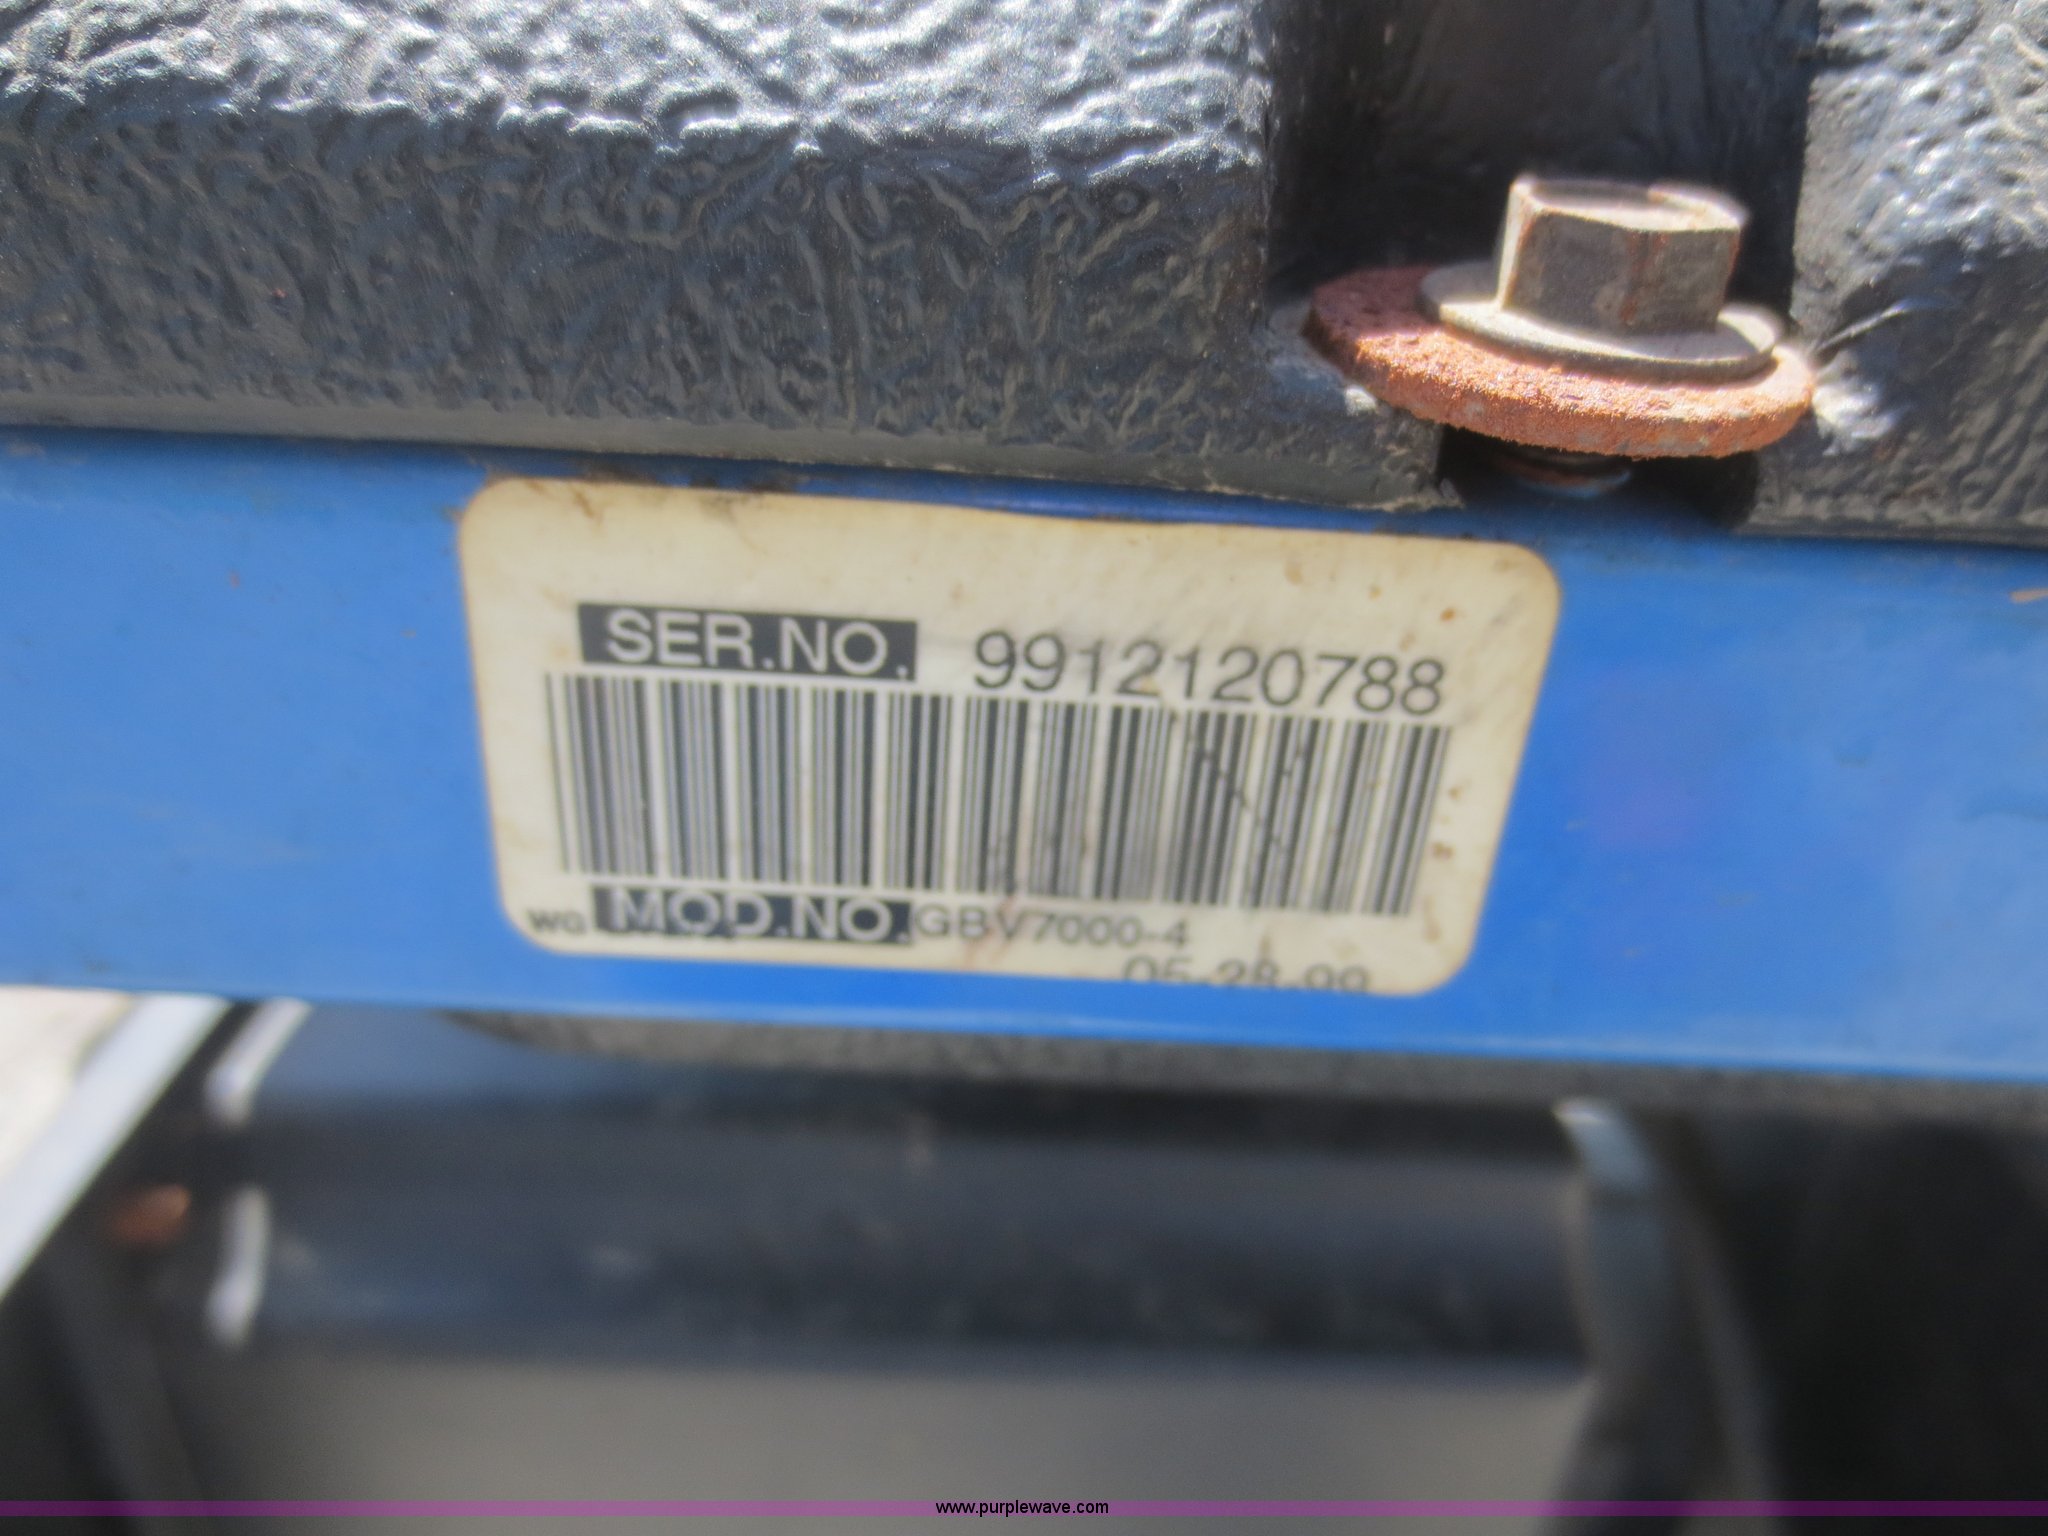 SER.NO. 9912120788
WG MOD.NO. GBV7000-4
05-28-99
www.purplewave.com